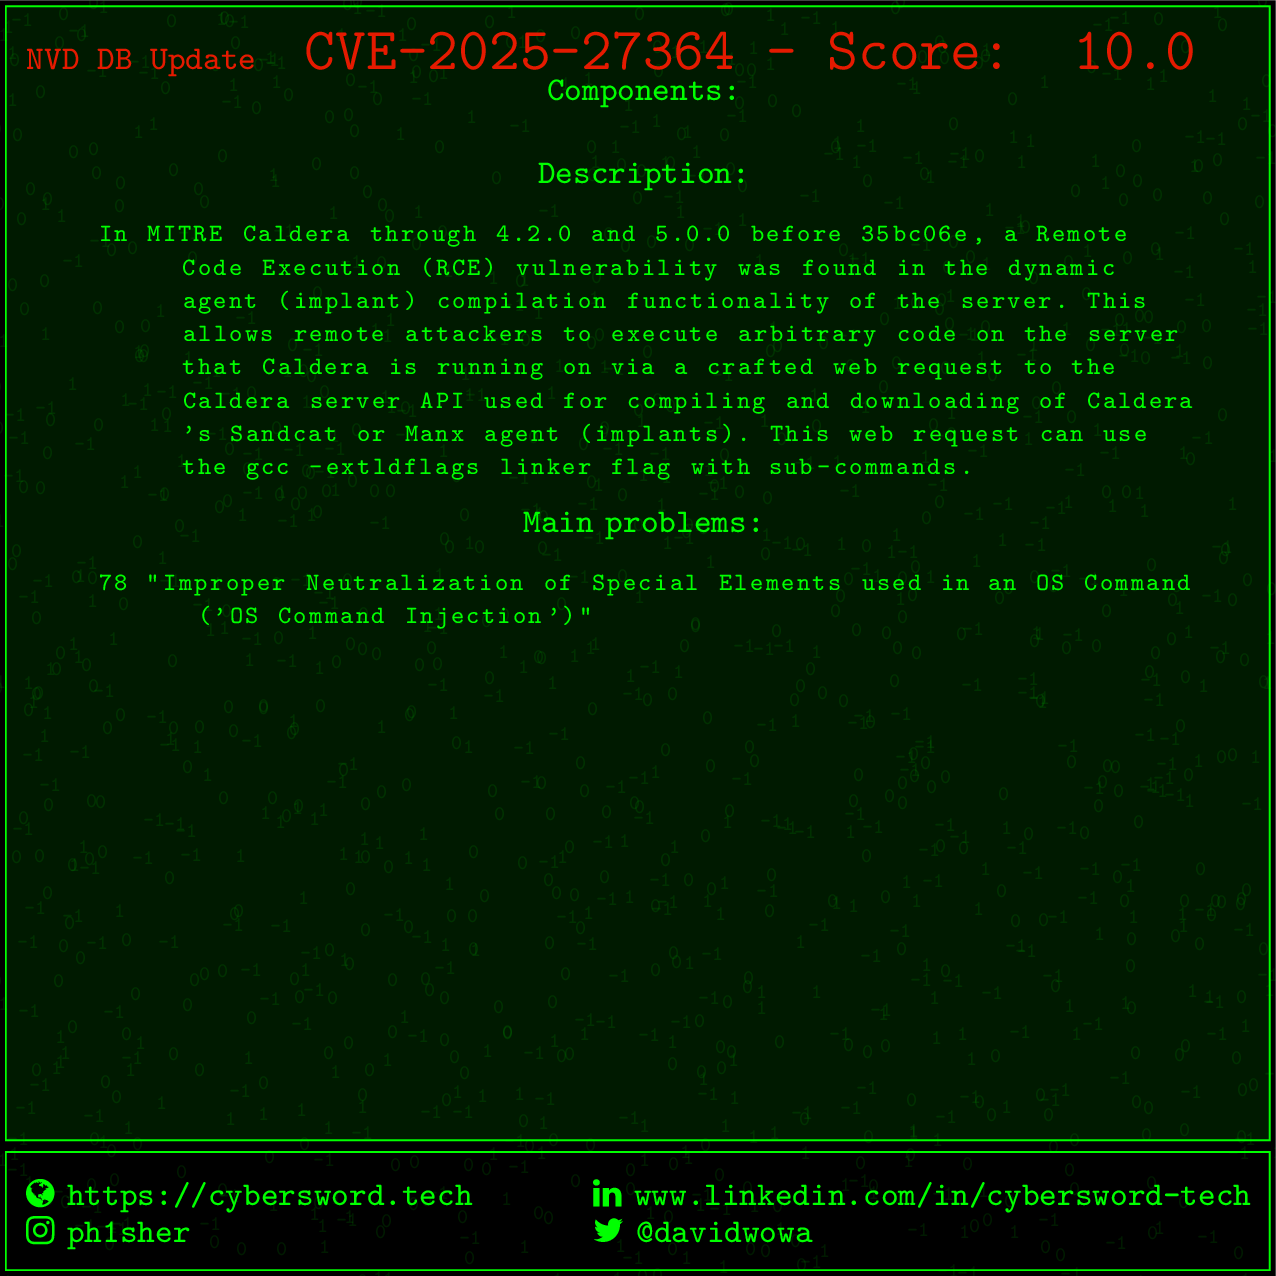 NVD DB Update CVE-2025-27364 - Score: 10.0
Components:
Description:
In MITRE Caldera through 4.2.0 and 5.0.0 before 35bc06e, a Remote
Code Execution (RCE) vulnerability was found in the dynamic
agent (implant) compilation functionality of the server. This
allows remote attackers to execute arbitrary code on the server
that Caldera is running on via a crafted web request to the
Caldera server API used for compiling and downloading of Caldera
's Sandcat or Manx agent (implants). This web request can use
the gcc -extldflags linker flag with sub-commands.
Main problems:
78 "Improper Neutralization of Special Elements used in an OS Command
('OS Command Injection')"
https://cybersword.tech
www.linkedin.com/in/cybersword-tech
ph1sher
@davidwowa